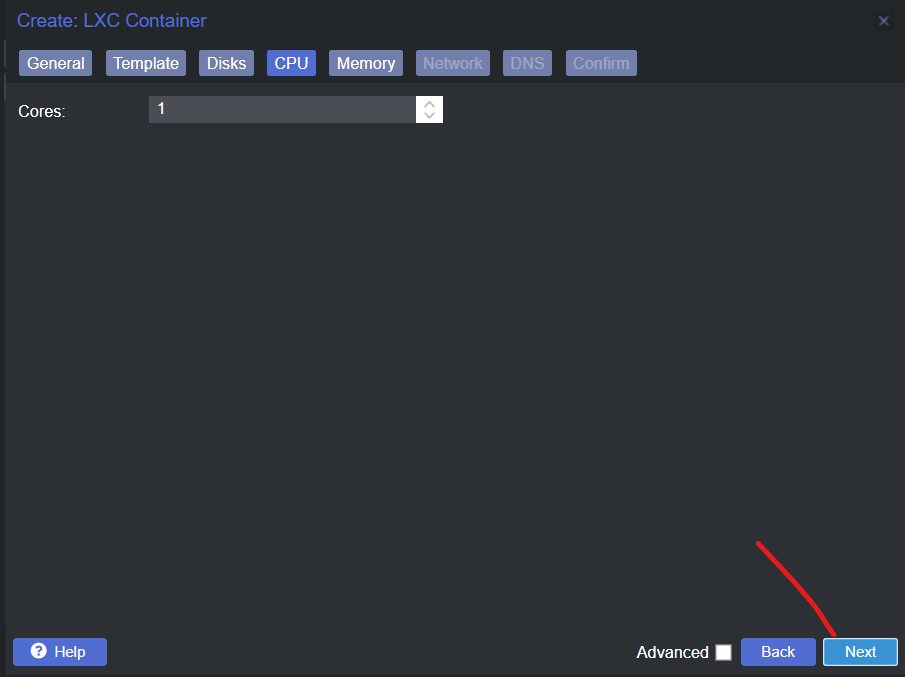 Create: LXC Container
General Template Disks CPU Memory Network DNS Confirm
Cores: 1
? Help Advanced Back Next